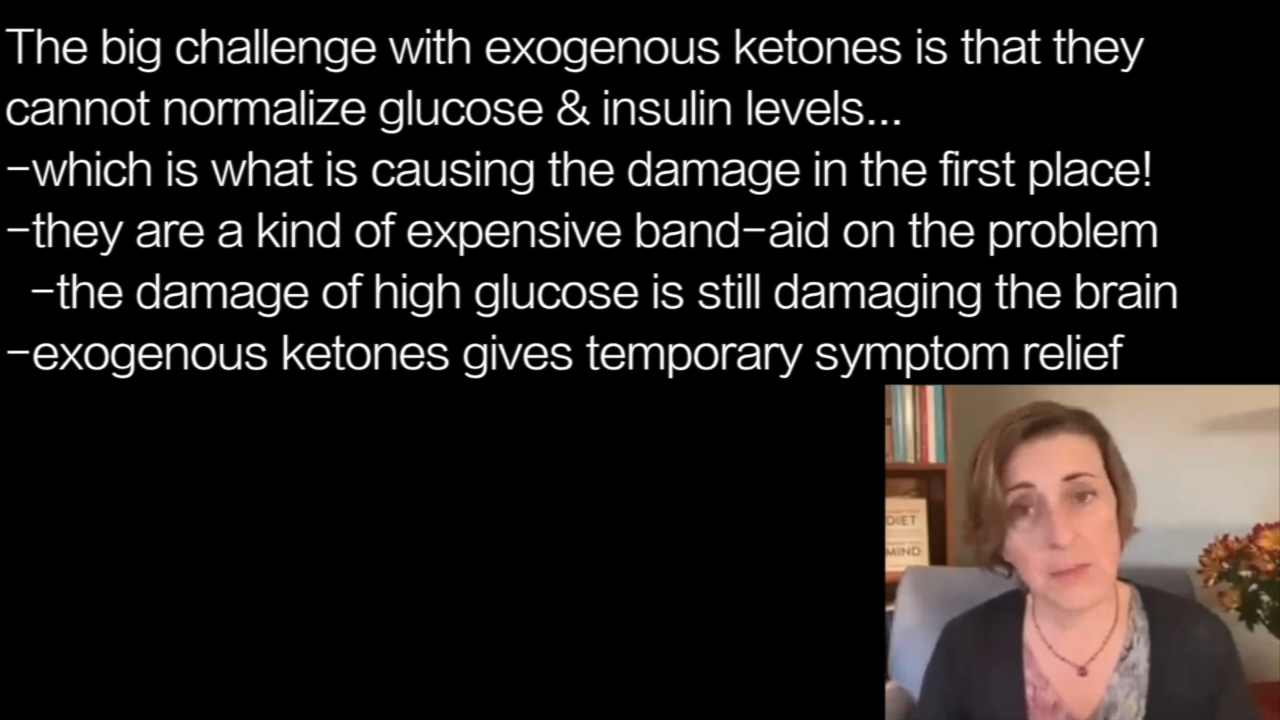 The big challenge with exogenous ketones is that they
cannot normalize glucose & insulin levels...
-which is what is causing the damage in the first place!
-they are a kind of expensive band-aid on the problem
-the damage of high glucose is still damaging the brain
-exogenous ketones gives temporary symptom relief
DIET
MIND